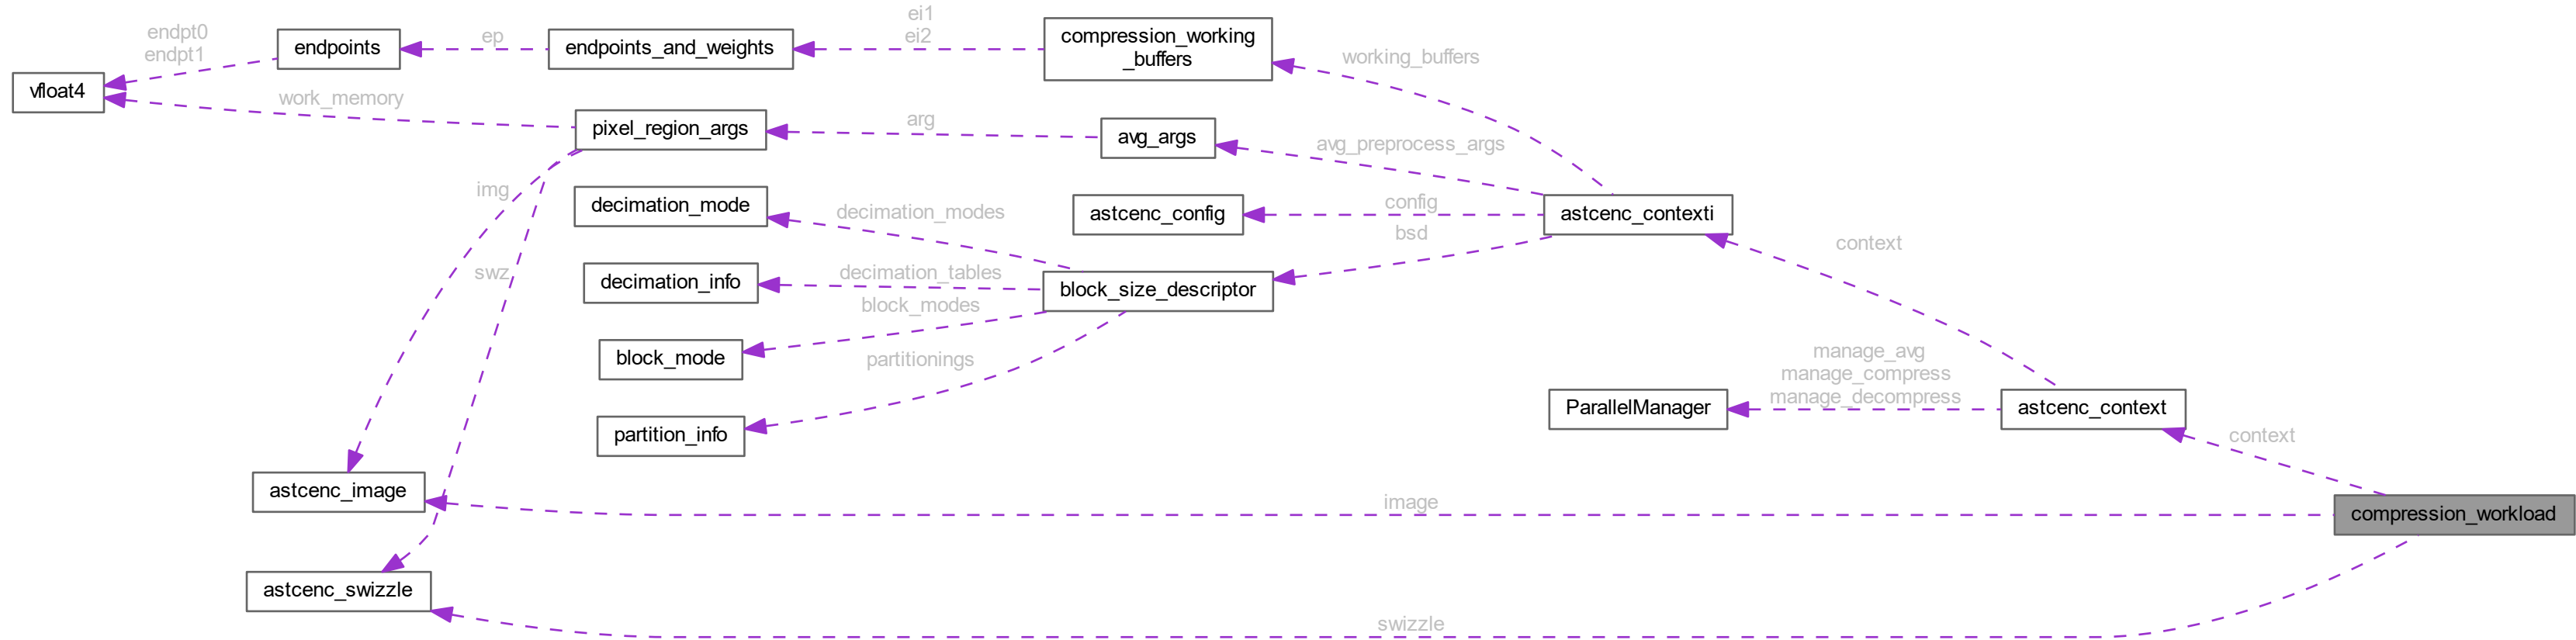 endpt0
endpt1
endpoints
ep
endpoints_and_weights
ei1
ei2
compression_working
_buffers
working_buffers
vfloat4
work_memory
pixel_region_args
arg
avg_args
avg_preprocess_args
img
swz
decimation_mode
decimation_modes
astcenc_config
config
astcenc_contexti
bsd
context
decimation_info
decimation_tables
block_size_descriptor
block_modes
block_mode
partitionings
partition_info
ParallelManager
manage_avg
manage_compress
manage_decompress
astcenc_context
context
astcenc_image
image
compression_workload
astcenc_swizzle
swizzle